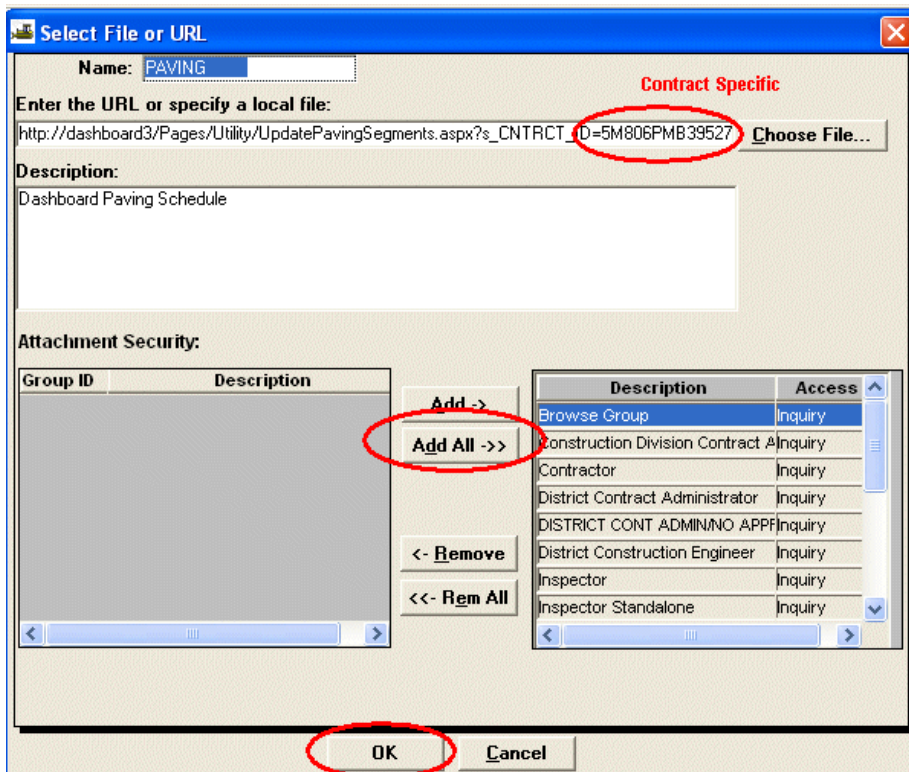 Select File or URL
Name: PAVING
Contract Specific
Enter the URL or specify a local file:
http://dashboard3/Pages/Utility/UpdatePavingSegments.aspx?s_CNTRCT_ID=5M806PMB39527 Choose File...
Description:
Dashboard Paving Schedule
Attachment Security:
Group ID Description
Add ->
Add All ->>
<- Remove
<<- Rem All
Description Access
Browse Group Inquiry
Construction Division Contract A Inquiry
Contractor Inquiry
District Contract Administrator Inquiry
DISTRICT CONT ADMIN/NO APPF Inquiry
District Construction Engineer Inquiry
Inspector Inquiry
Inspector Standalone Inquiry
OK Cancel